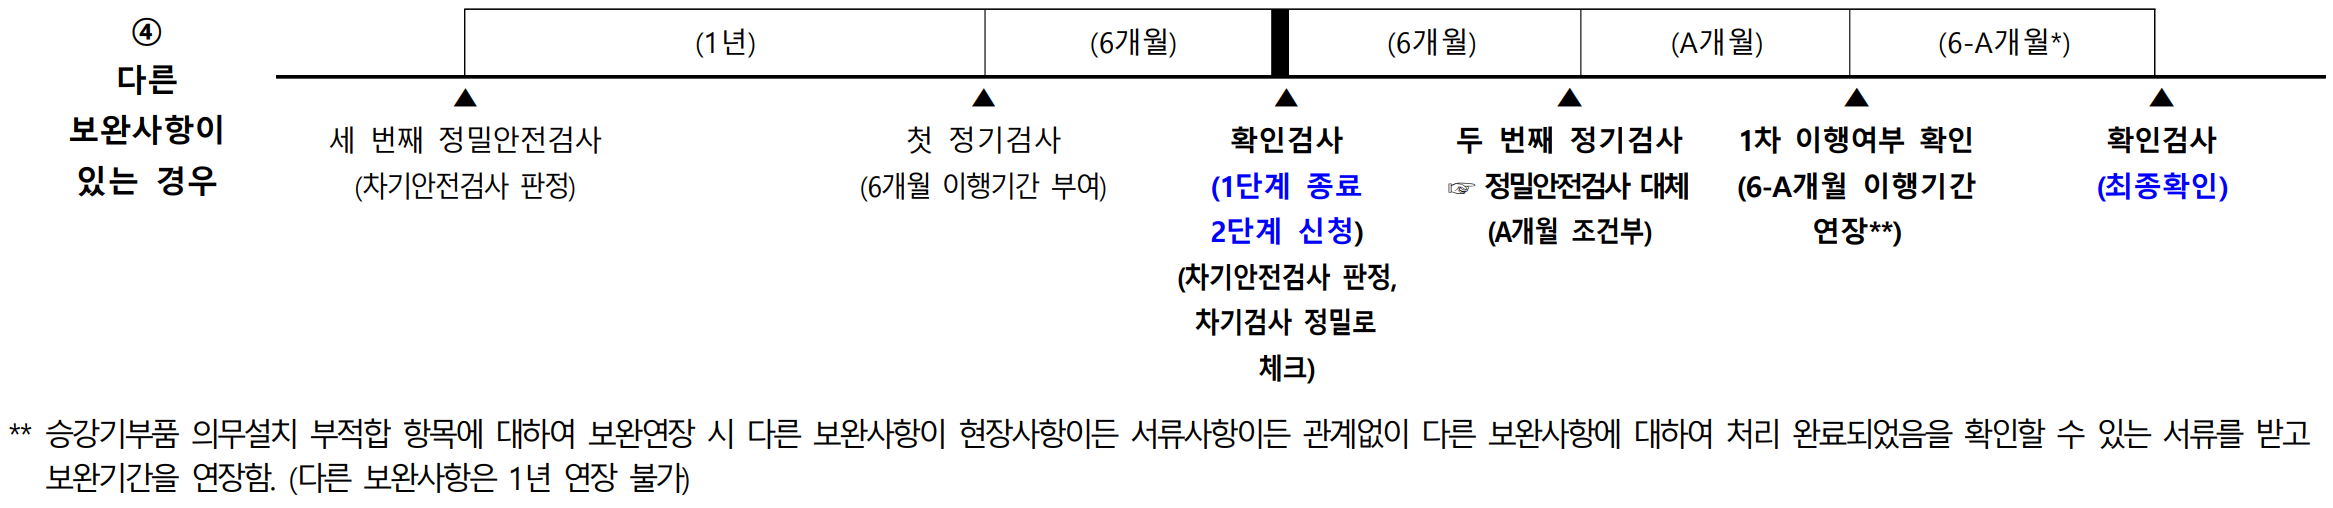 ④
다른
보완사항이
있는 경우
(1년) (6개월) (6개월) (A개월) (6-A개월*)
▲ ▲ ▲ ▲ ▲ ▲
세 번째 정밀안전검사
(차기안전검사 판정)
첫 정기검사
(6개월 이행기간 부여)
확인검사
(1단계 종료
2단계 신청)
(차기안전검사 판정,
차기검사 정밀로
체크)
두 번째 정기검사
☞ 정밀안전검사 대체
(A개월 조건부)
1차 이행여부 확인
(6-A개월 이행기간
연장**)
확인검사
(최종확인)
** 승강기부품 의무설치 부적합 항목에 대하여 보완연장 시 다른 보완사항이 현장사항이든 서류사항이든 관계없이 다른 보완사항에 대하여 처리 완료되었음을 확인할 수 있는 서류를 받고
보완기간을 연장함. (다른 보완사항은 1년 연장 불가)